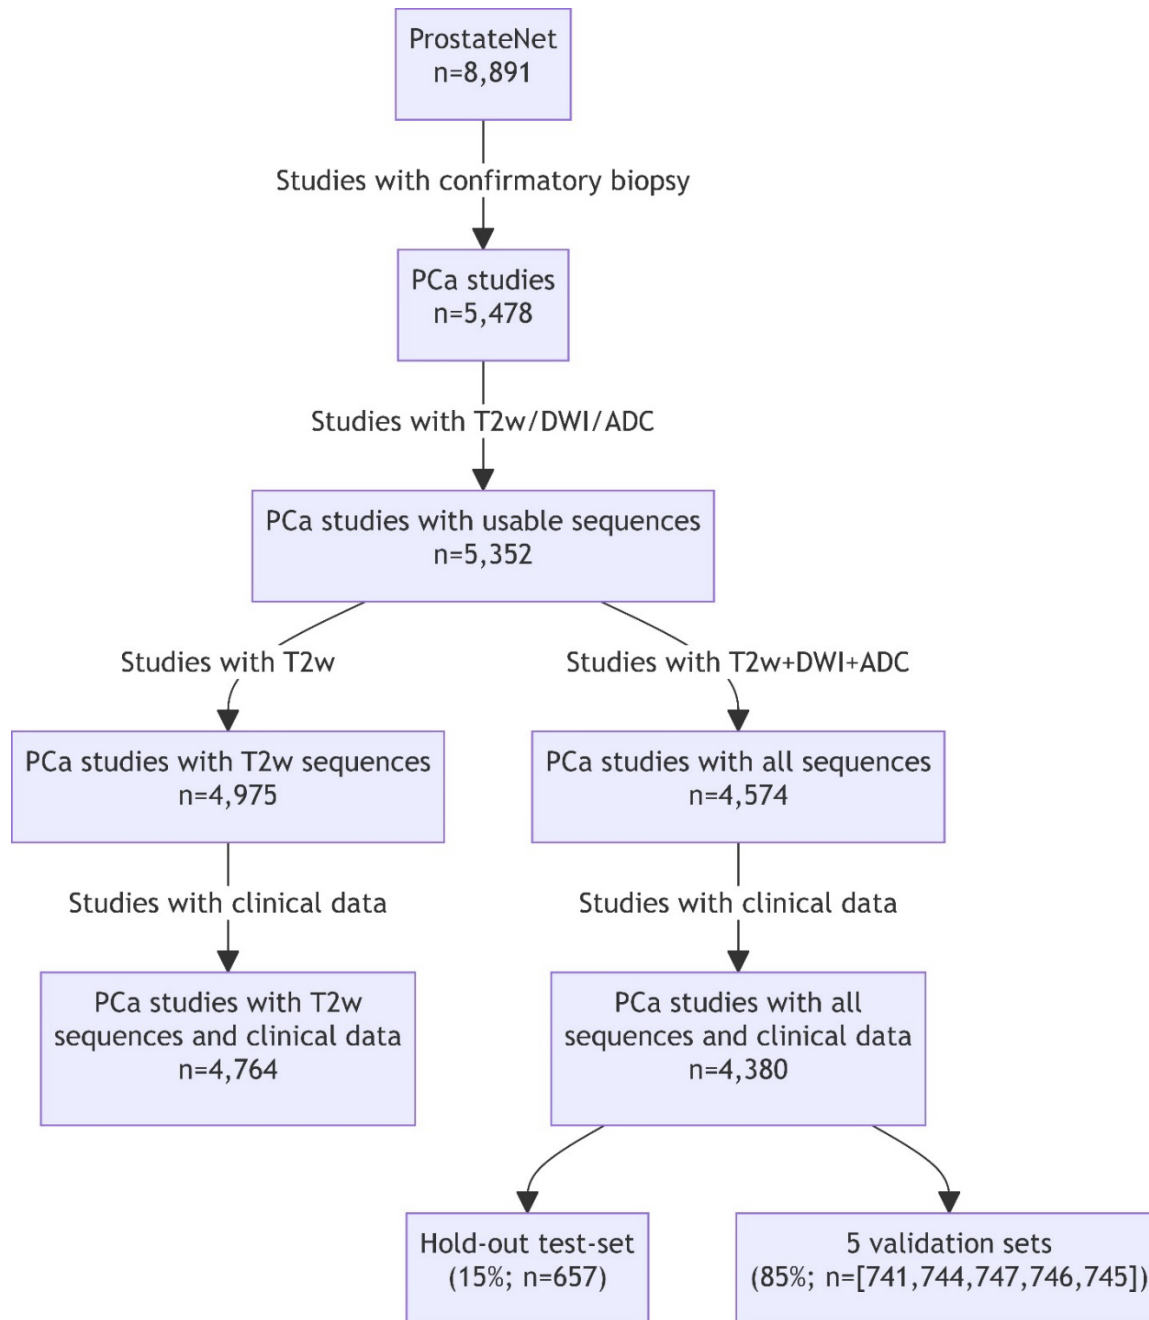 ProstateNet
n=8,891
Studies with confirmatory biopsy
PCa studies
n=5,478
Studies with T2w/DWI/ADC
PCa studies with usable sequences
n=5,352
Studies with T2w
Studies with T2w+DWI+ADC
PCa studies with T2w sequences
n=4,975
PCa studies with all sequences
n=4,574
Studies with clinical data
Studies with clinical data
PCa studies with T2w
sequences and clinical data
n=4,764
PCa studies with all
sequences and clinical data
n=4,380
Hold-out test-set
(15%; n=657)
5 validation sets
(85%; n=[741,744,747,746,745])